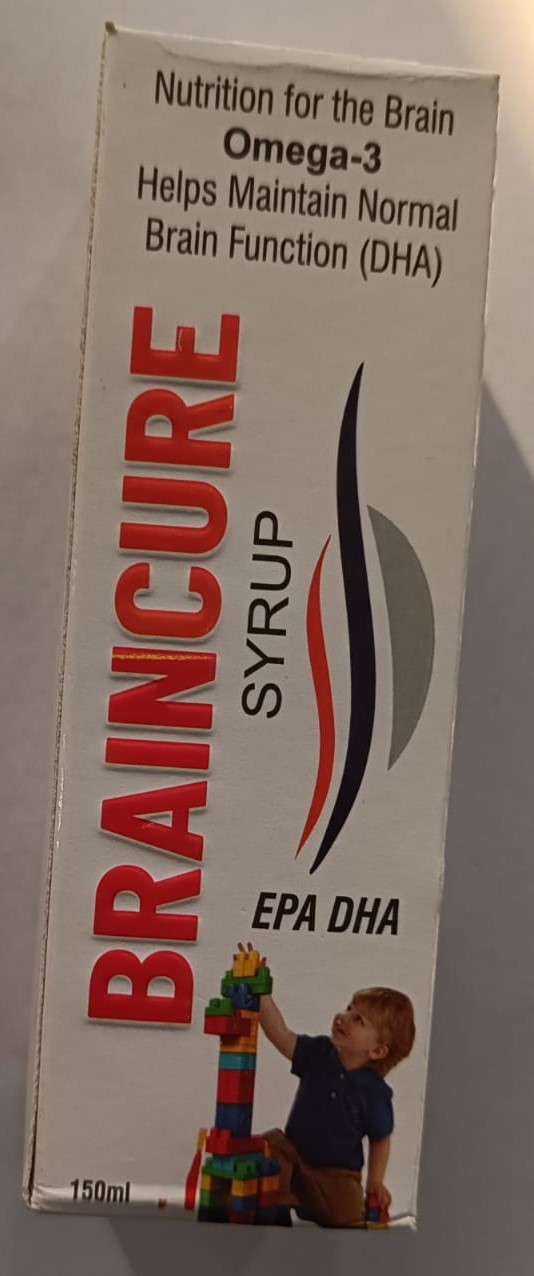 Nutrition for the Brain
Omega-3
Helps Maintain Normal
Brain Function (DHA)
BRAINCURE
SYRUP
EPA DHA
150ml